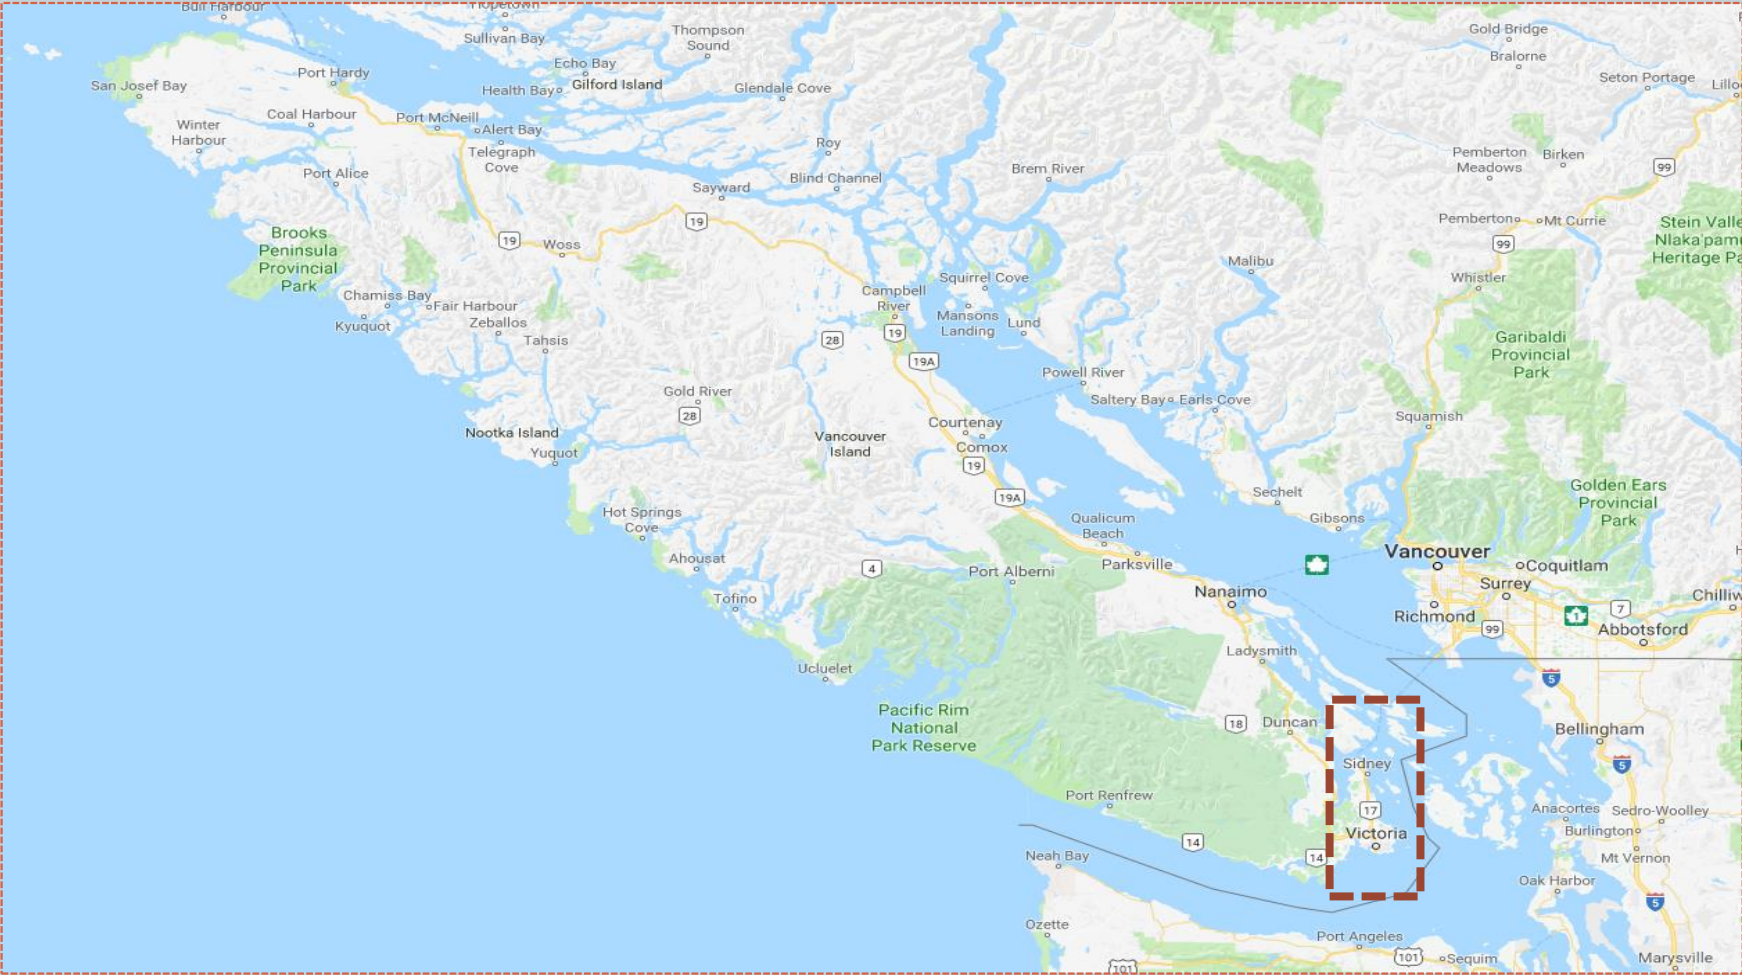 Bull Harbour
Hopetown
Sullivan Bay
Thompson
Sound
Gold Bridge
Bralorne
San Josef Bay
Port Hardy
Echo Bay
Health Bay
Gilford Island
Glendale Cove
Seton Portage
Coal Harbour
Port McNeill
Alert Bay
Winter
Harbour
Telegraph
Cove
Roy
Port Alice
Sayward
Blind Channel
Brem River
Pemberton
Meadows
Birken
99
19
Pemberton
Mt Currie
Stein Valle
Nlaka'pam
Heritage Pa
Brooks
Peninsula
Provincial
Park
19
Woss
99
Malibu
Whistler
Squirrel Cove
Chamiss Bay
Fair Harbour
Campbell
River
Kyuquot
Zeballos
Mansons
Landing
Lund
Tahsis
28
19
19A
Garibaldi
Provincial
Park
Powell River
Gold River
28
Saltery Bay
Earls Cove
Squamish
Nootka Island
Vancouver
Island
Courtenay
Comox
Yuquot
19
19A
Sechelt
Golden Ears
Provincial
Park
Hot Springs
Cove
Qualicum
Beach
Gibsons
Ahousat
4
Port Alberni
Parksville
Vancouver
Coquitlam
Surrey
Tofino
Nanaimo
Richmond
99
1
7
Chilliw
Abbotsford
Ucluelet
Ladysmith
5
Pacific Rim
National
Park Reserve
18
Duncan
Bellingham
Sidney
5
Port Renfrew
17
Victoria
Anacortes
Sedro-Woolley
Burlington
14
14
Mt Vernon
Neah Bay
Oak Harbor
5
Ozette
Port Angeles
101
101
Sequim
Marysville